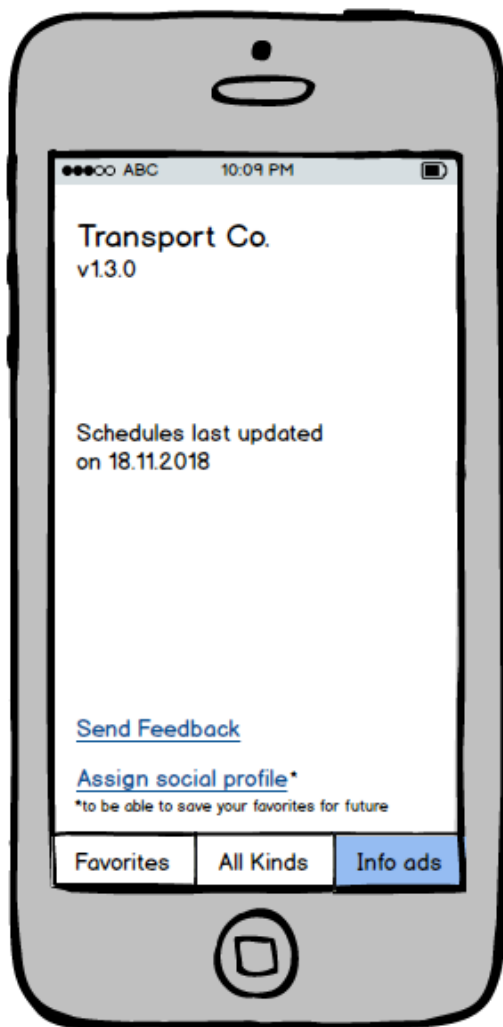 ABC 10:09 PM
Transport Co.
v1.3.0
Schedules last updated
on 18.11.2018
Send Feedback
Assign social profile*
*to be able to save your favorites for future
Favorites All Kinds Info ads